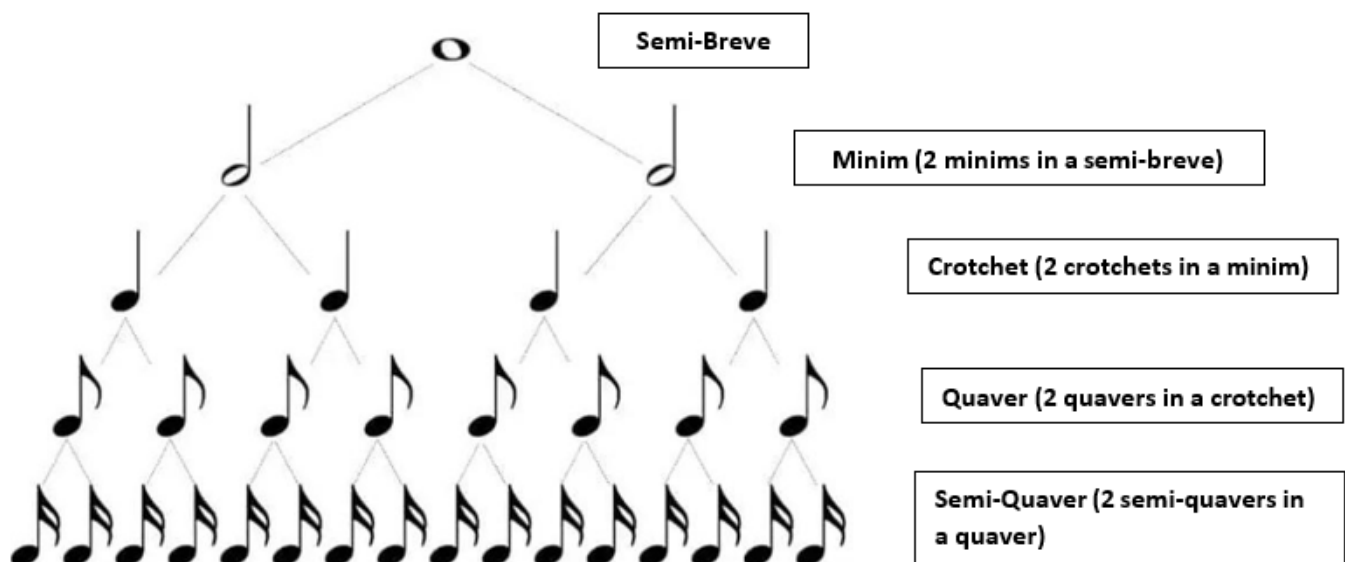 Semi-Breve
Minim (2 minims in a semi-breve)
Crotchet (2 crotchets in a minim)
Quaver (2 quavers in a crotchet)
Semi-Quaver (2 semi-quavers in
a quaver)